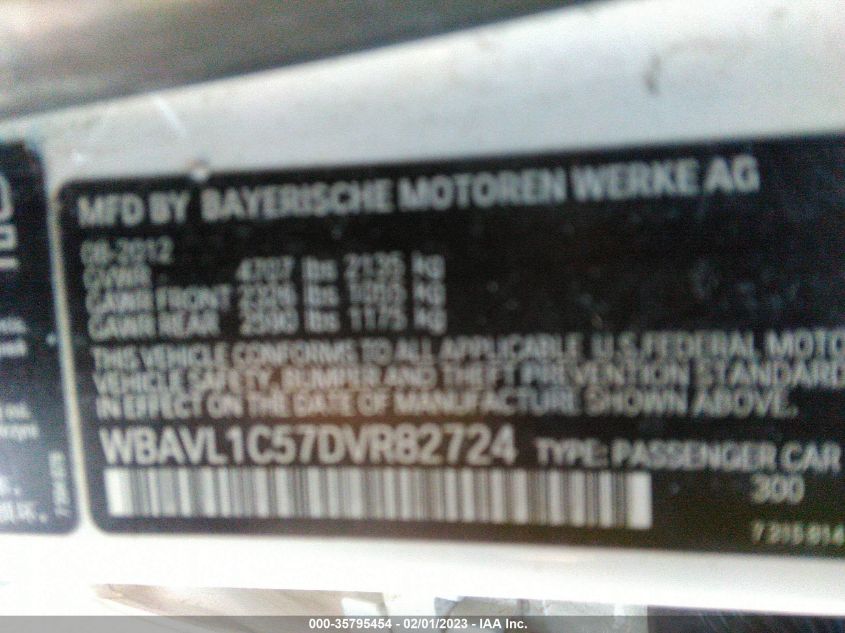 MFD BY BAYERISCHE MOTOREN WERKE AG
08-2012
GVWR 4707 lbs 2135 kg
GAWR FRONT 2326 lbs 1055 kg
GAWR REAR 2590 lbs 1175 kg
THIS VEHICLE CONFORMS TO ALL APPLICABLE U.S. FEDERAL MOTO
VEHICLE SAFETY, BUMPER AND THEFT PREVENTION STANDARD
IN EFFECT ON THE DATE OF MANUFACTURE SHOWN ABOVE.
WBAVL1C57DVR82724 TYPE: PASSENGER CAR
300
7 215 814
000-35795454 - 02/01/2023 - IAA Inc.